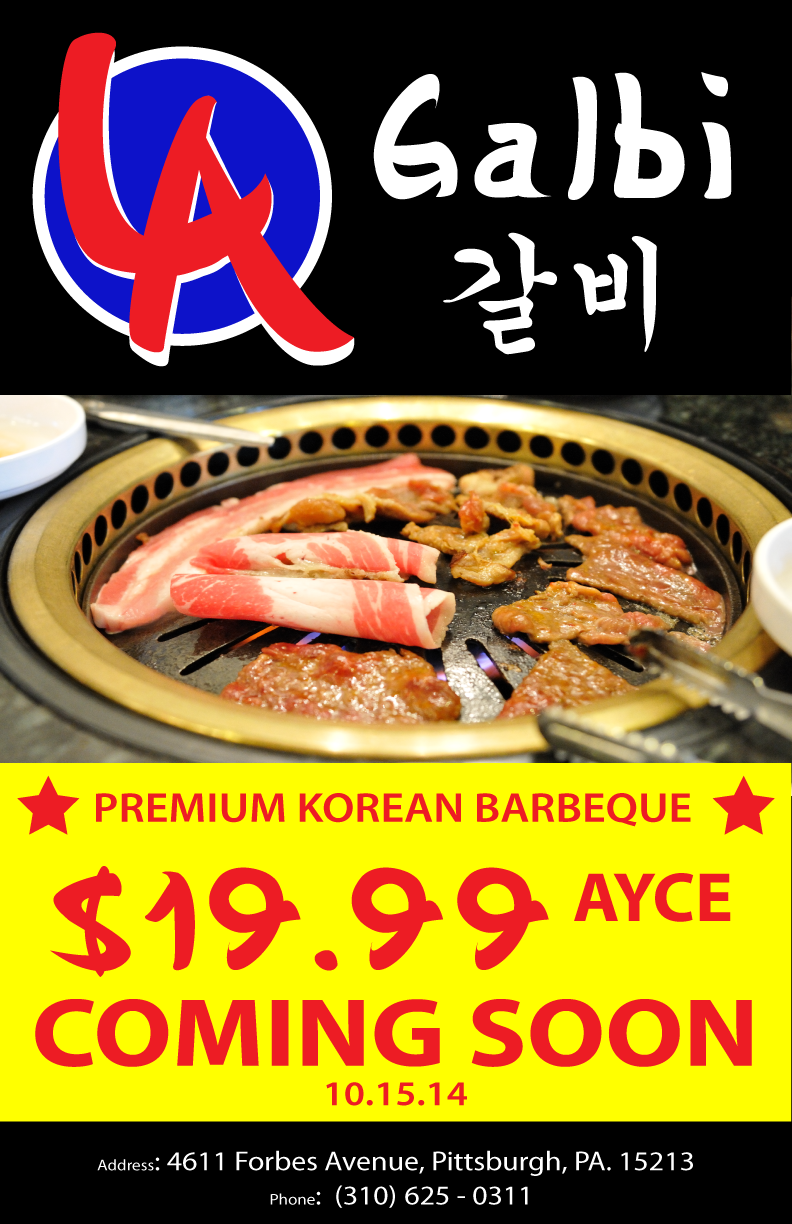 LA
Galbi
갈비
PREMIUM KOREAN BARBEQUE
$19.99 AYCE
COMING SOON
10.15.14
Address: 4611 Forbes Avenue, Pittsburgh, PA. 15213
Phone: (310) 625 - 0311